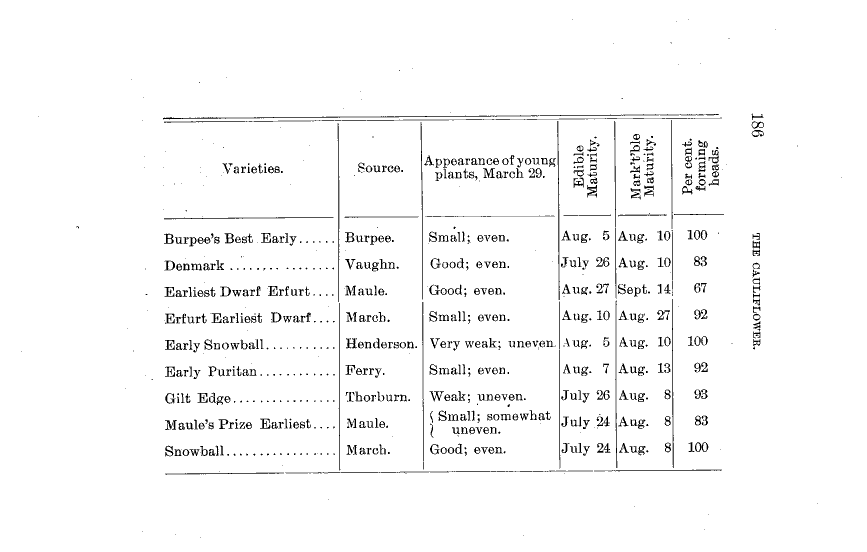 186
THE CAULIFLOWER.
Varieties. Source. Appearance of young plants, March 29. Edible Maturity. Mark't'ble Maturity. Per cent. forming heads.
Burpee's Best Early...... Burpee. Small; even. Aug. 5 Aug. 10 100
Denmark ................ Vaughn. Good; even. July 26 Aug. 10 83
Earliest Dwarf Erfurt.... Maule. Good; even. Aug. 27 Sept. 14 67
Erfurt Earliest Dwarf.... March. Small; even. Aug. 10 Aug. 27 92
Early Snowball........... Henderson. Very weak; uneven. Aug. 5 Aug. 10 100
Early Puritan............ Ferry. Small; even. Aug. 7 Aug. 13 92
Gilt Edge................ Thorburn. Weak; uneven. July 26 Aug. 8 93
Maule's Prize Earliest.... Maule. Small; somewhat uneven. July 24 Aug. 8 83
Snowball................. March. Good; even. July 24 Aug. 8 100